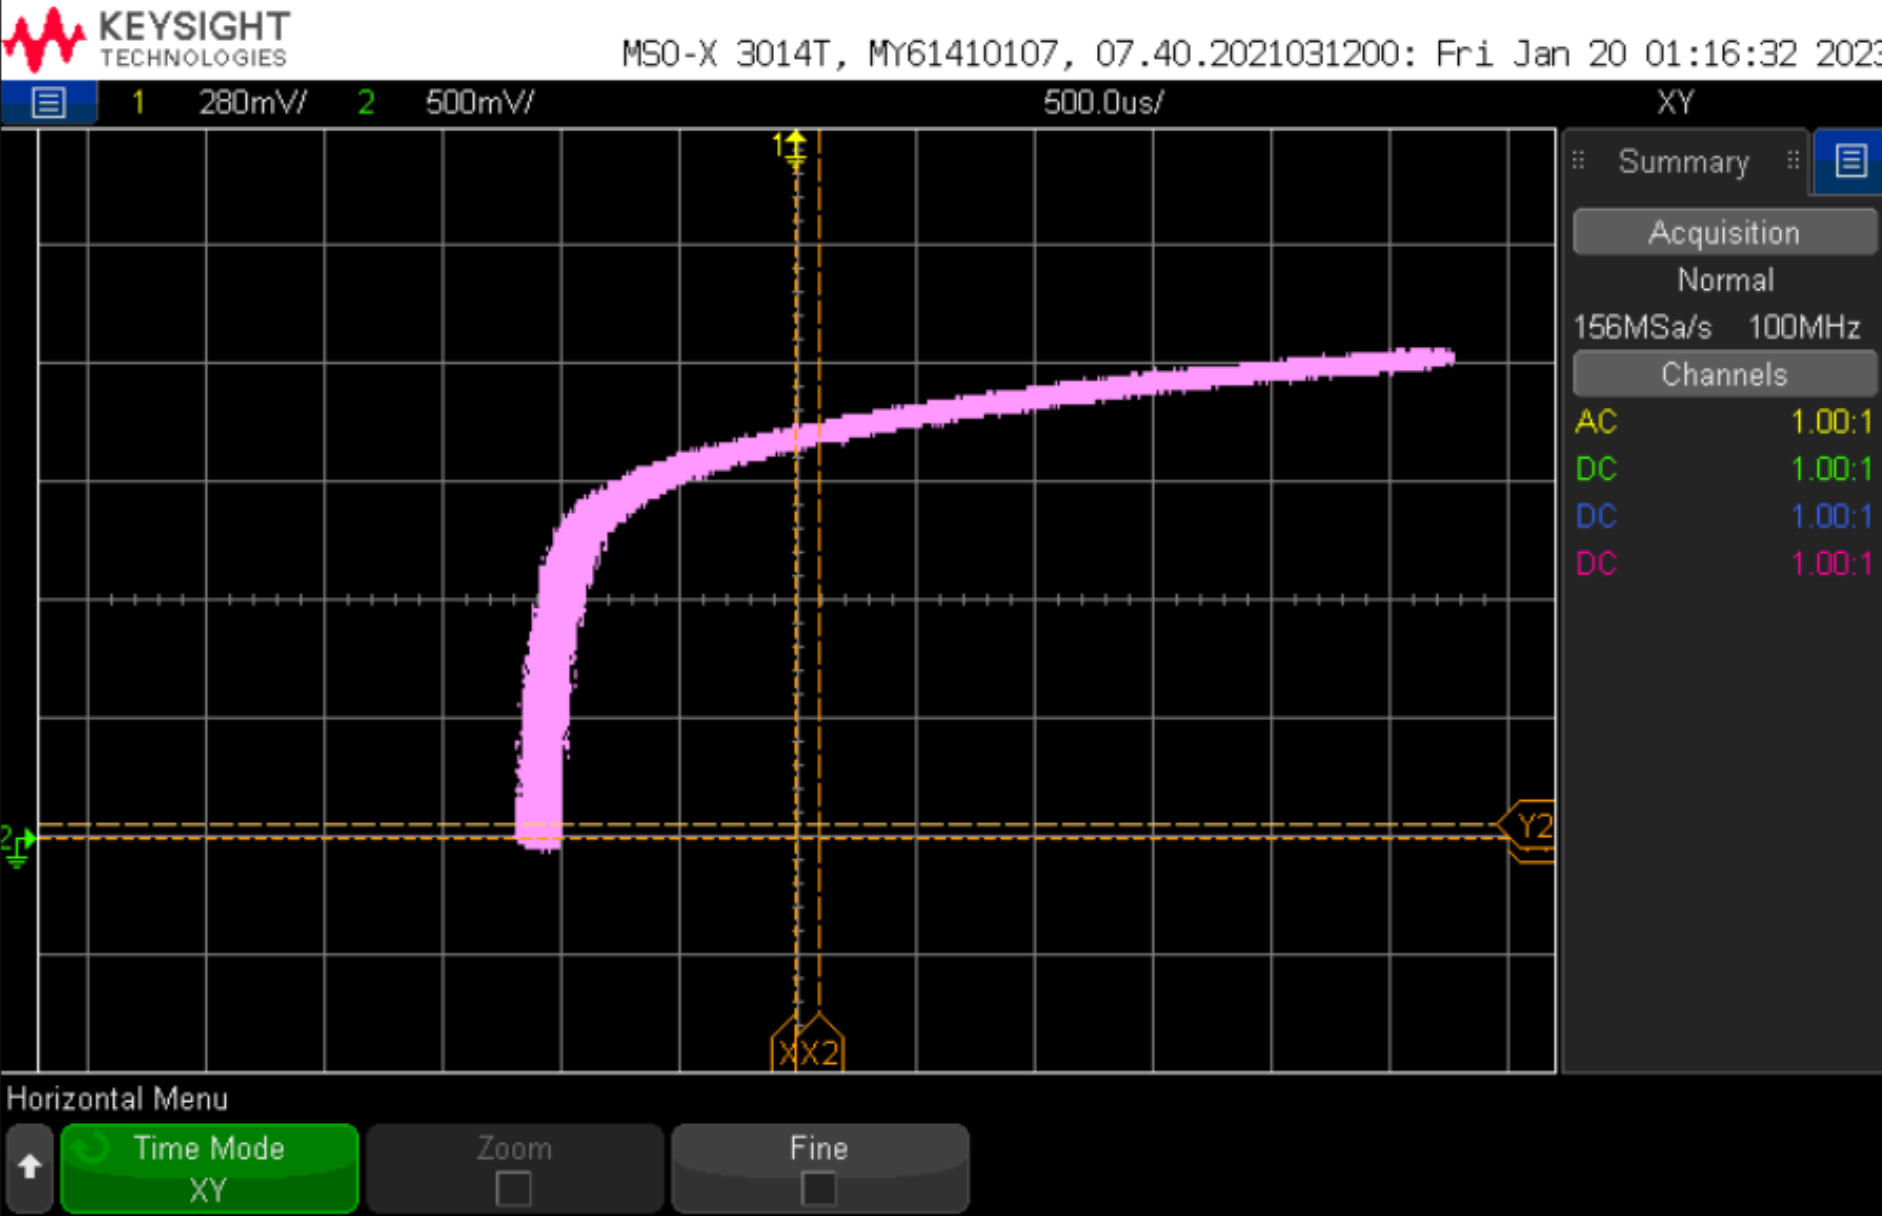 KEYSIGHT
TECHNOLOGIES
MSO-X 3014T, MY61410107, 07.40.2021031200: Fri Jan 20 01:16:32 2023
1 280mV/ 2 500mV/ 500.0us/ XY
1
Summary
Acquisition
Normal
156MSa/s 100MHz
Channels
AC 1.00:1
DC 1.00:1
DC 1.00:1
DC 1.00:1
2
Y2
X X2
Horizontal Menu
Time Mode
XY
Zoom
Fine